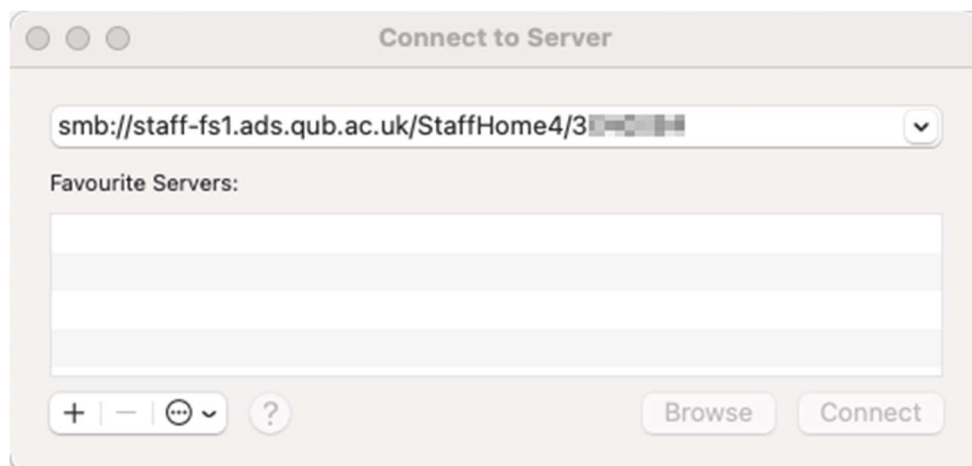 Connect to Server
smb://staff-fs1.ads.qub.ac.uk/StaffHome4/3
Favourite Servers:
?
Browse Connect